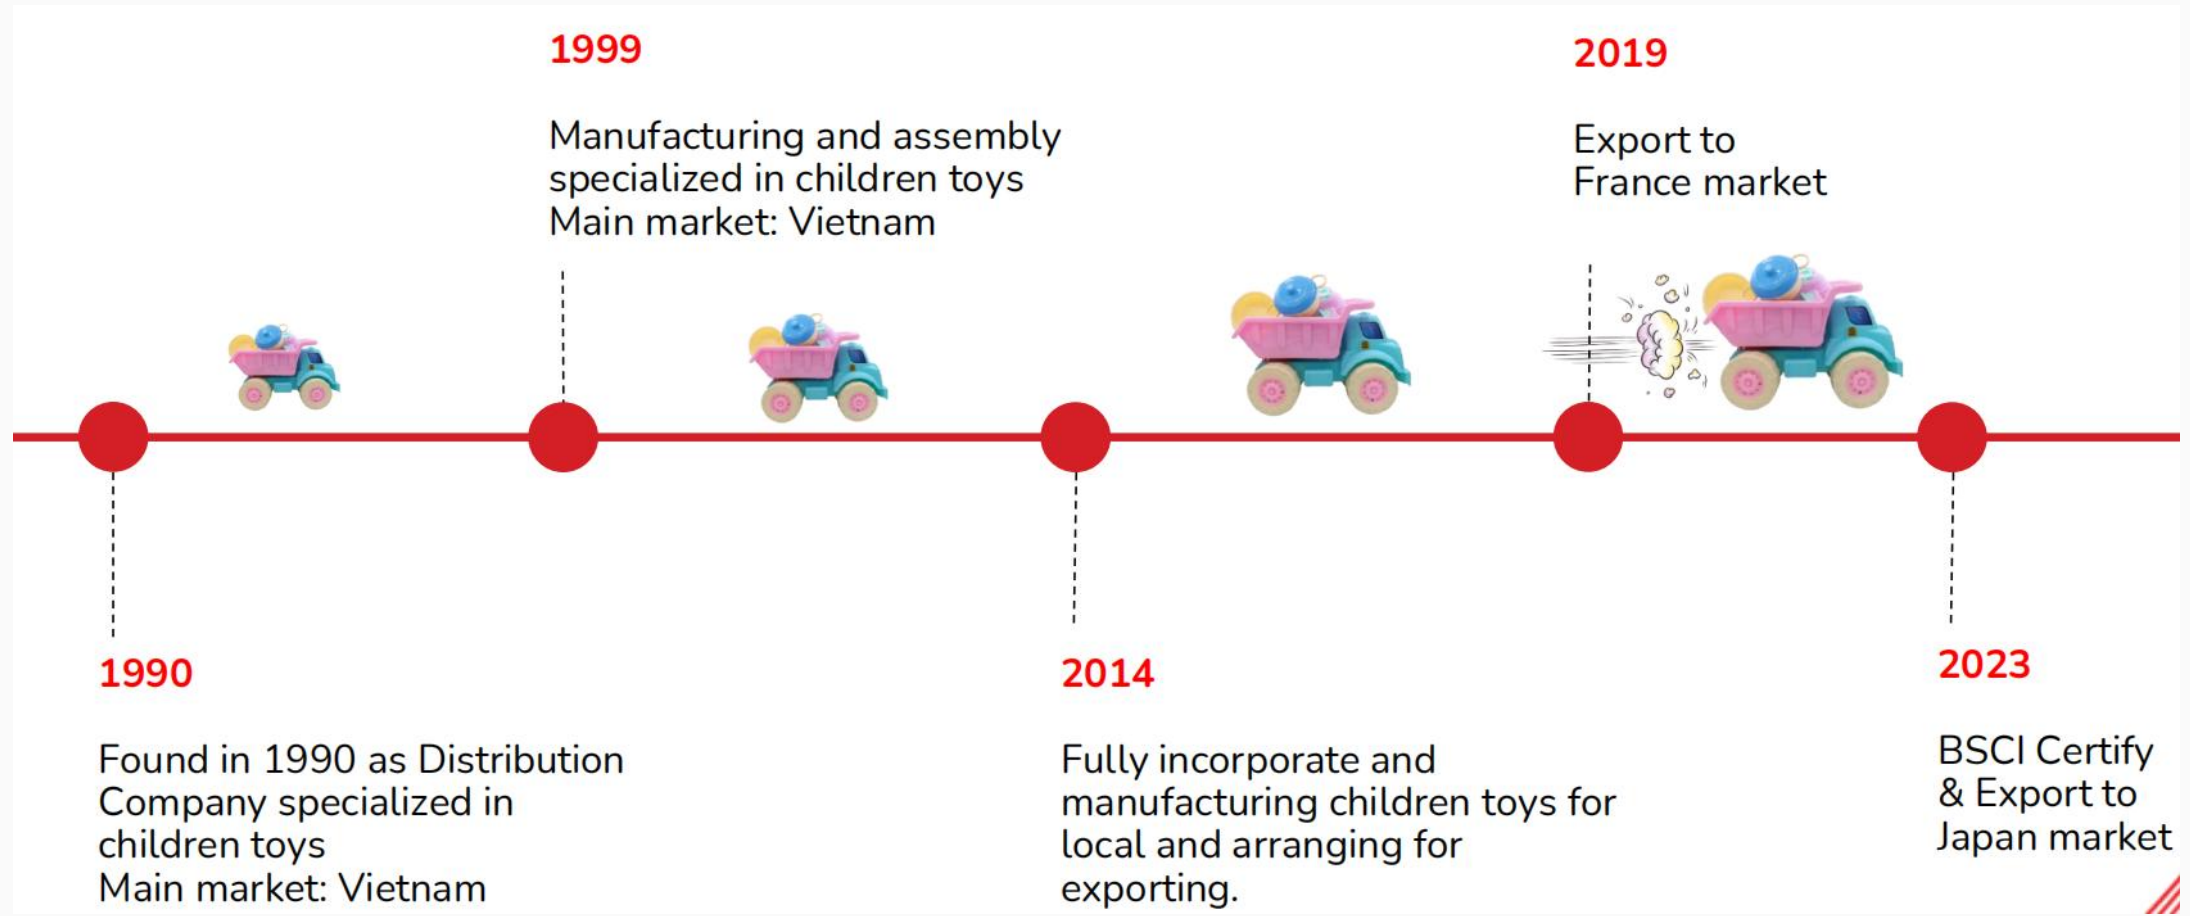 1999
Manufacturing and assembly
specialized in children toys
Main market: Vietnam
2019
Export to
France market
1990
Found in 1990 as Distribution
Company specialized in
children toys
Main market: Vietnam
2014
Fully incorporate and
manufacturing children toys for
local and arranging for
exporting.
2023
BSCI Certify
& Export to
Japan market